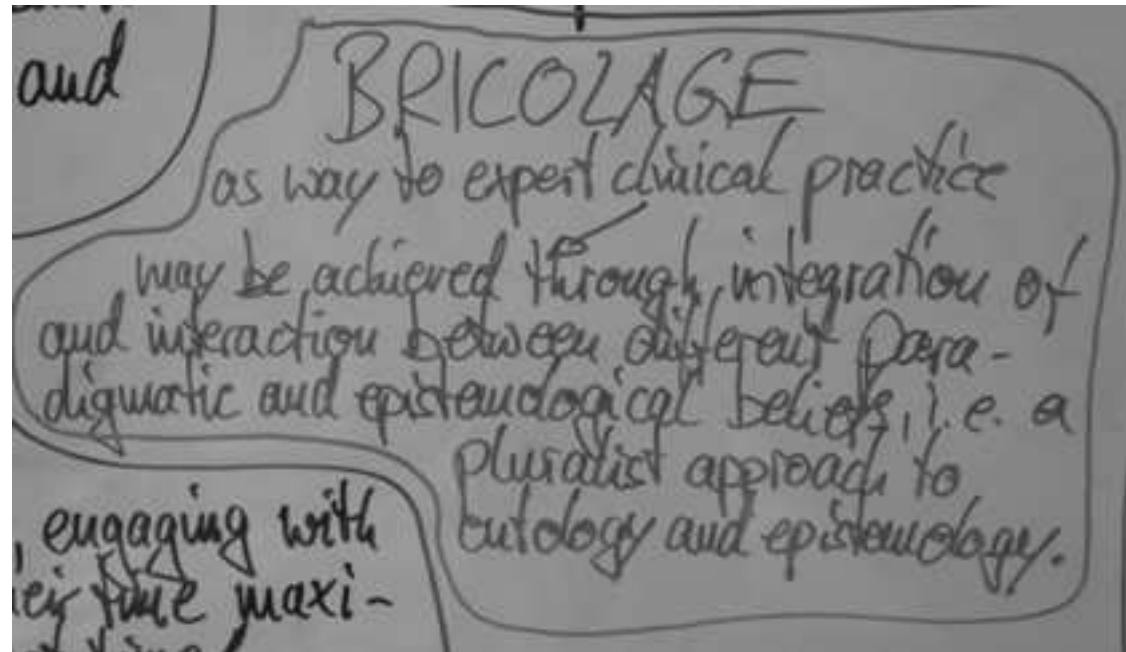 and
BRICOLAGE
as way to expert clinical practice
may be achieved through integration of
and interaction between different para-
digmatic and epistemological beliefs, i.e. a
pluralist approach to
ontology and epistemology.
, engaging with
time maxi-